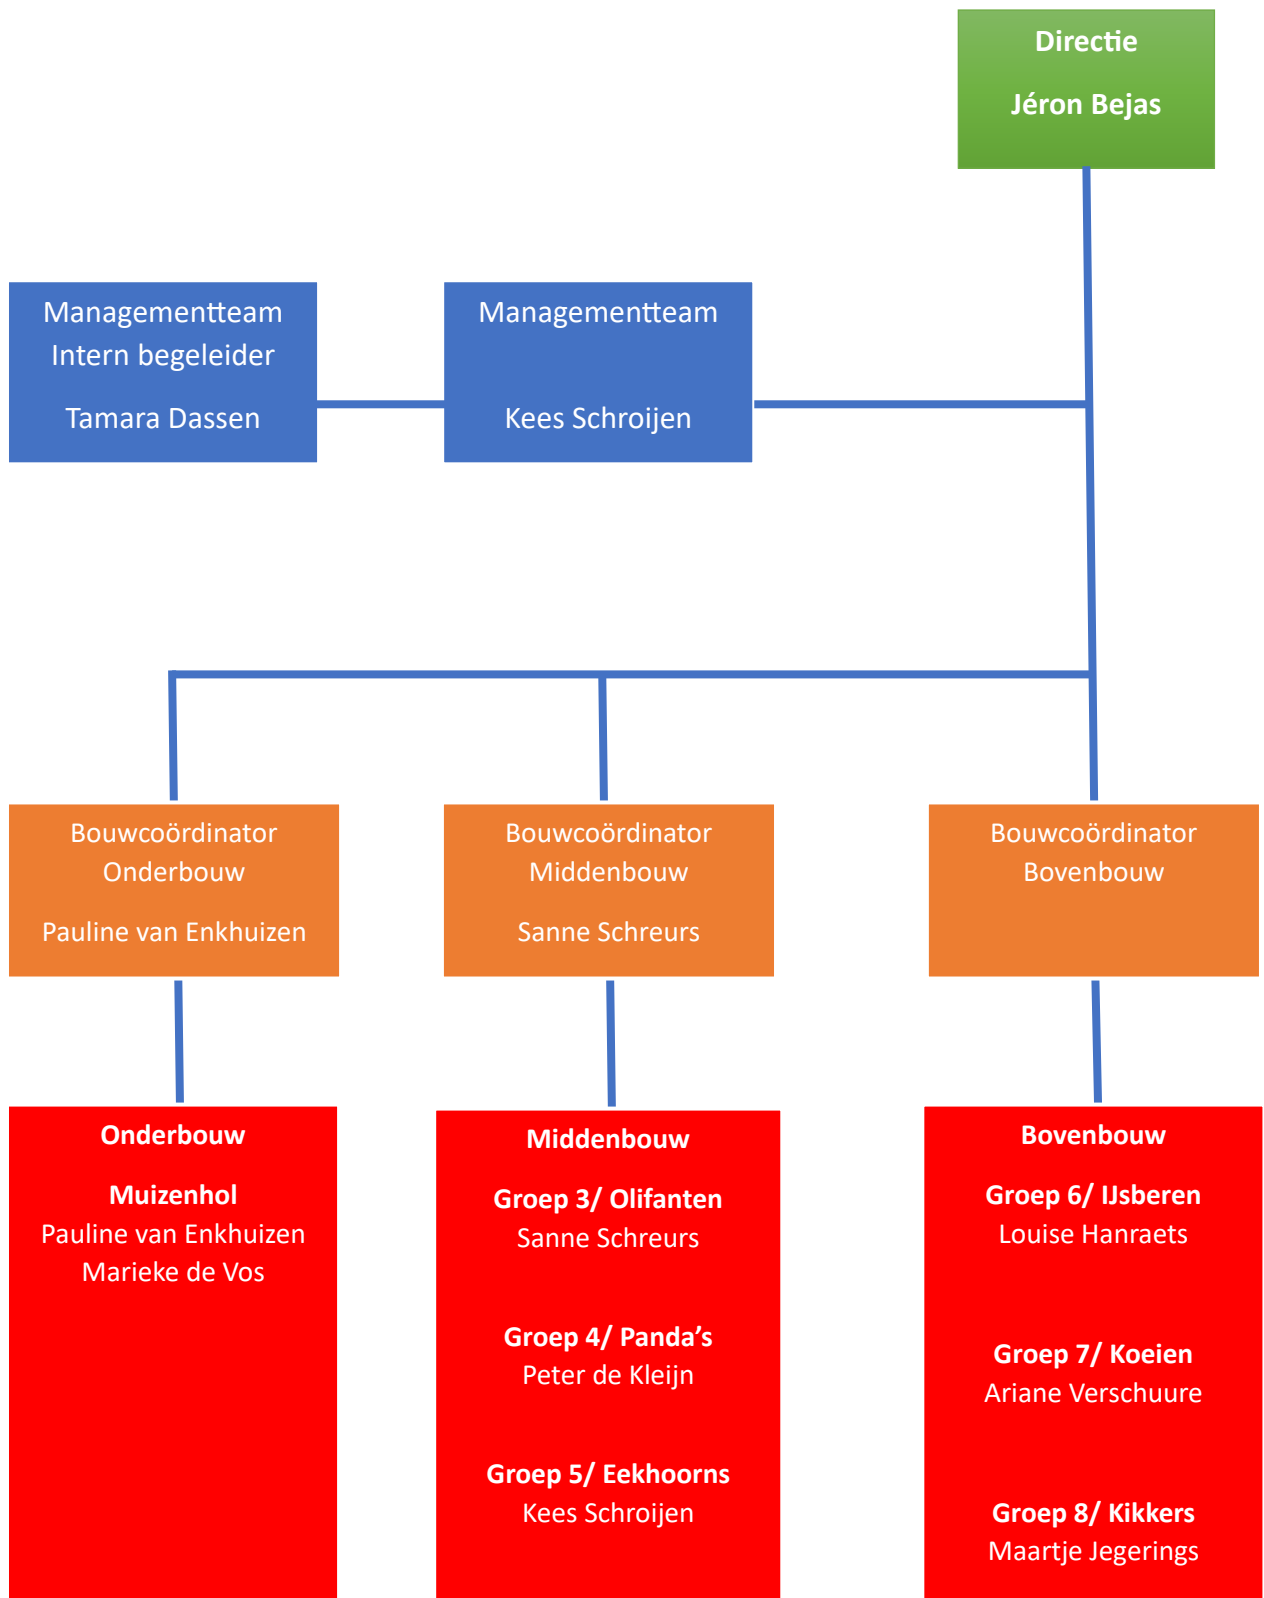 Directie
Jéron Bejas
Managementteam
Intern begeleider
Tamara Dassen
Managementteam
Kees Schroijen
Bouwcoördinator
Onderbouw
Pauline van Enkhuizen
Bouwcoördinator
Middenbouw
Sanne Schreurs
Bouwcoördinator
Bovenbouw
Onderbouw
Muizenhol
Pauline van Enkhuizen
Marieke de Vos
Middenbouw
Groep 3/ Olifanten
Sanne Schreurs
Groep 4/ Panda’s
Peter de Kleijn
Groep 5/ Eekhoorns
Kees Schroijen
Bovenbouw
Groep 6/ IJsberen
Louise Hanraets
Groep 7/ Koeien
Ariane Verschuure
Groep 8/ Kikkers
Maartje Jegerings